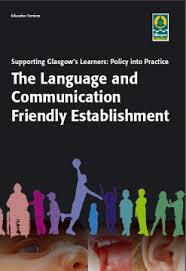 Education Services
Supporting Glasgow's Learners: Policy into Practice
The Language and
Communication
Friendly Establishment